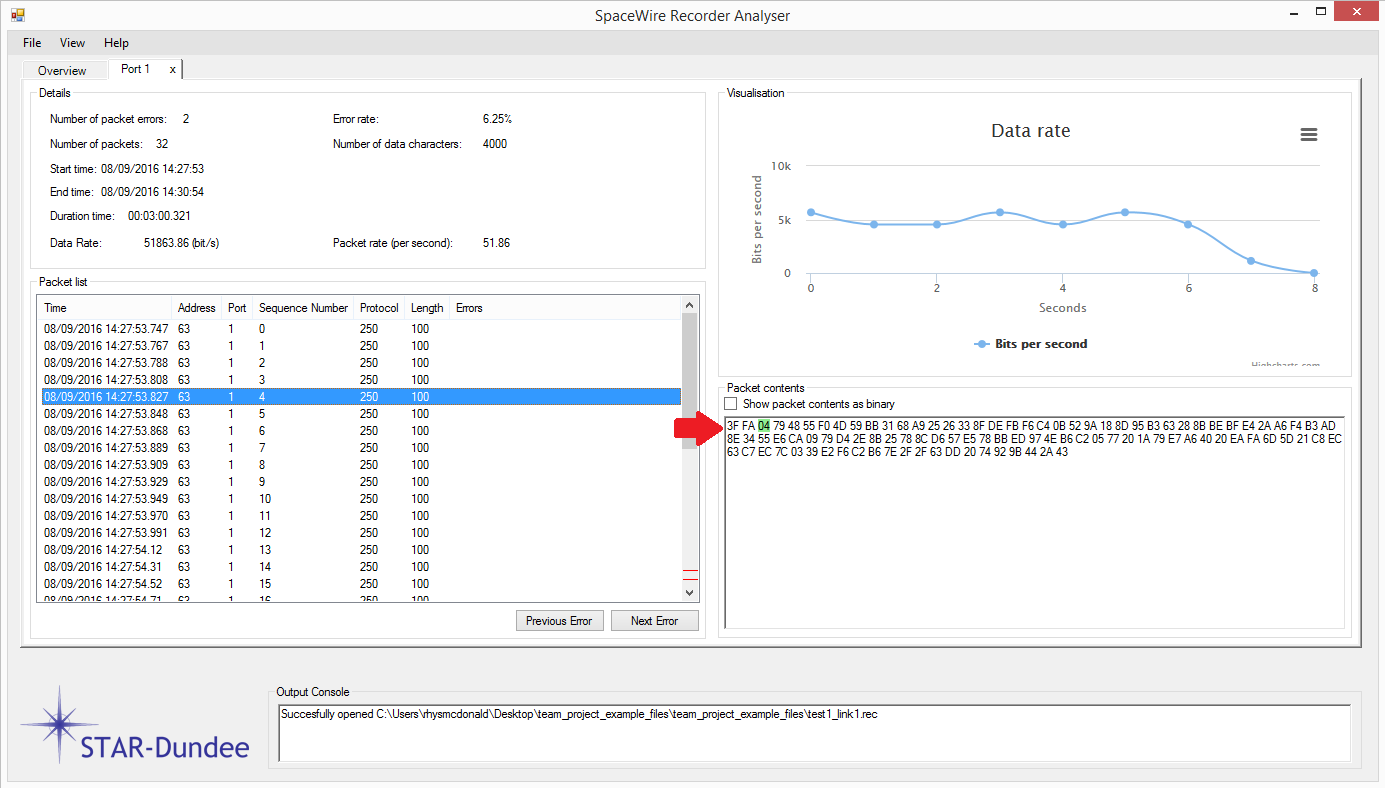 SpaceWire Recorder Analyser
File View Help
Overview Port 1 x
Details
Number of packet errors: 2 Error rate: 6.25%
Number of packets: 32 Number of data characters: 4000
Start time: 08/09/2016 14:27:53
End time: 08/09/2016 14:30:54
Duration time: 00:03:00.321
Data Rate: 51863.86 (bit/s) Packet rate (per second): 51.86
Packet list
Time Address Port Sequence Number Protocol Length Errors
08/09/2016 14:27:53.747 63 1 0 250 100
08/09/2016 14:27:53.767 63 1 1 250 100
08/09/2016 14:27:53.788 63 1 2 250 100
08/09/2016 14:27:53.808 63 1 3 250 100
08/09/2016 14:27:53.827 63 1 4 250 100
08/09/2016 14:27:53.848 63 1 5 250 100
08/09/2016 14:27:53.868 63 1 6 250 100
08/09/2016 14:27:53.889 63 1 7 250 100
08/09/2016 14:27:53.909 63 1 8 250 100
08/09/2016 14:27:53.929 63 1 9 250 100
08/09/2016 14:27:53.949 63 1 10 250 100
08/09/2016 14:27:53.970 63 1 11 250 100
08/09/2016 14:27:53.991 63 1 12 250 100
08/09/2016 14:27:54.12 63 1 13 250 100
08/09/2016 14:27:54.31 63 1 14 250 100
08/09/2016 14:27:54.52 63 1 15 250 100
08/09/2016 14:27:54.71 63 1 16 250 100
Previous Error Next Error
Visualisation
Data rate
Bits per second
10k
5k
0
0 2 4 6 8
Seconds
Bits per second
Highcharts.com
Packet contents
Show packet contents as binary
3F FA 04 79 48 55 F0 4D 59 BB 31 68 A9 25 26 33 8F DE FB F6 C4 0B 52 9A 18 8D 95 B3 63 28 8B BE BF E4 2A A6 F4 B3 AD
8E 34 55 E6 CA 09 79 D4 2E 8B 25 78 8C D6 57 E5 78 BB ED 97 4E B6 C2 05 77 20 1A 79 E7 A6 40 20 EA FA 6D 5D 21 C8 EC
63 C7 EC 7C 03 39 E2 F6 C2 B6 7E 2F 2F 63 DD 20 74 92 9B 44 2A 43
STAR-Dundee
Output Console
Succesfully opened C:\Users\rhysmcdonald\Desktop\team_project_example_files\team_project_example_files\test1_link1.rec